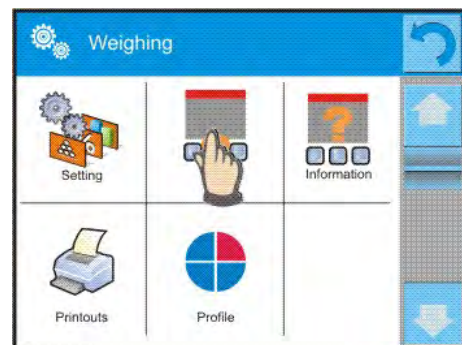 Weighing
Setting
Information
Printouts
Profile